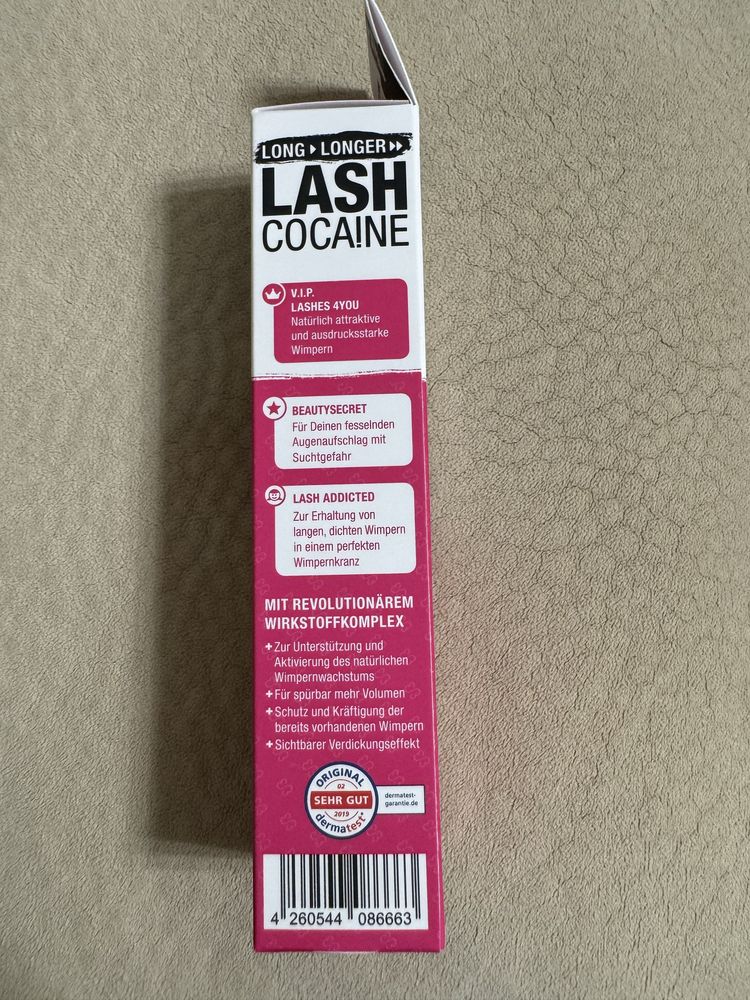 LONG LONGER
LASH
COCA!NE
V.I.P.
LASHES 4YOU
Natürlich attraktive
und ausdrucksstarke
Wimpern
BEAUTYSECRET
Für Deinen fesselnden
Augenaufschlag mit
Suchtgefahr
LASH ADDICTED
Zur Erhaltung von
langen, dichten Wimpern
in einem perfekten
Wimpernkranz
MIT REVOLUTIONÄREM
WIRKSTOFFKOMPLEX
+ Zur Unterstützung und
Aktivierung des natürlichen
Wimpernwachstums
+ Für spürbar mehr Volumen
+ Schutz und Kräftigung der
bereits vorhandenen Wimpern
+ Sichtbarer Verdickungseffekt
ORIGINAL
02
SEHR GUT
2019
dermatest
dermatest-
garantie.de
4 260544 086663